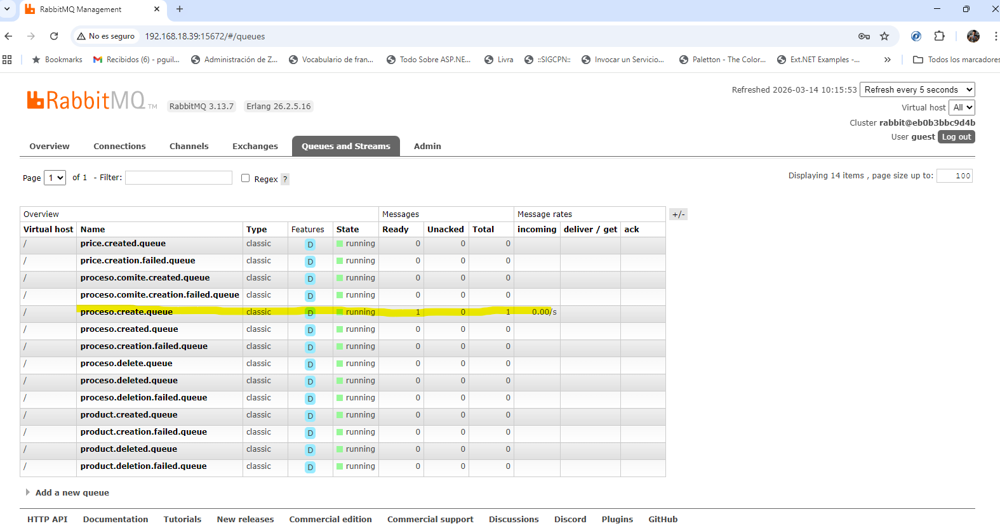 RabbitMQ Management
No es seguro 192.168.18.39:15672/#/queues
Bookmarks Recibidos (6) - pguil... Administración de Z... Vocabulario de fran... Todo Sobre ASP.NE... Livra ::SIGCPN:: Invocar un Servicio... Paletton - The Color... Ext.NET Examples -... » Todos los marcadores
RabbitMQ TM RabbitMQ 3.13.7 Erlang 26.2.5.16
Refreshed 2026-03-14 10:15:53 Refresh every 5 seconds
Virtual host All
Cluster rabbit@eb0b3bbc9d4b
User guest Log out
Overview Connections Channels Exchanges Queues and Streams Admin
Page 1 of 1 - Filter: Regex ? Displaying 14 items , page size up to: 100
Overview Messages Message rates +/-
Virtual host Name Type Features State Ready Unacked Total incoming deliver / get ack
/ price.created.queue classic D running 0 0 0
/ price.creation.failed.queue classic D running 0 0 0
/ proceso.comite.created.queue classic D running 0 0 0
/ proceso.comite.creation.failed.queue classic D running 0 0 0
/ proceso.create.queue classic D running 1 0 1 0.00/s
/ proceso.created.queue classic D running 0 0 0
/ proceso.creation.failed.queue classic D running 0 0 0
/ proceso.delete.queue classic D running 0 0 0
/ proceso.deleted.queue classic D running 0 0 0
/ proceso.deletion.failed.queue classic D running 0 0 0
/ product.created.queue classic D running 0 0 0
/ product.creation.failed.queue classic D running 0 0 0
/ product.deleted.queue classic D running 0 0 0
/ product.deletion.failed.queue classic D running 0 0 0
Add a new queue
HTTP API Documentation Tutorials New releases Commercial edition Commercial support Discussions Discord Plugins GitHub